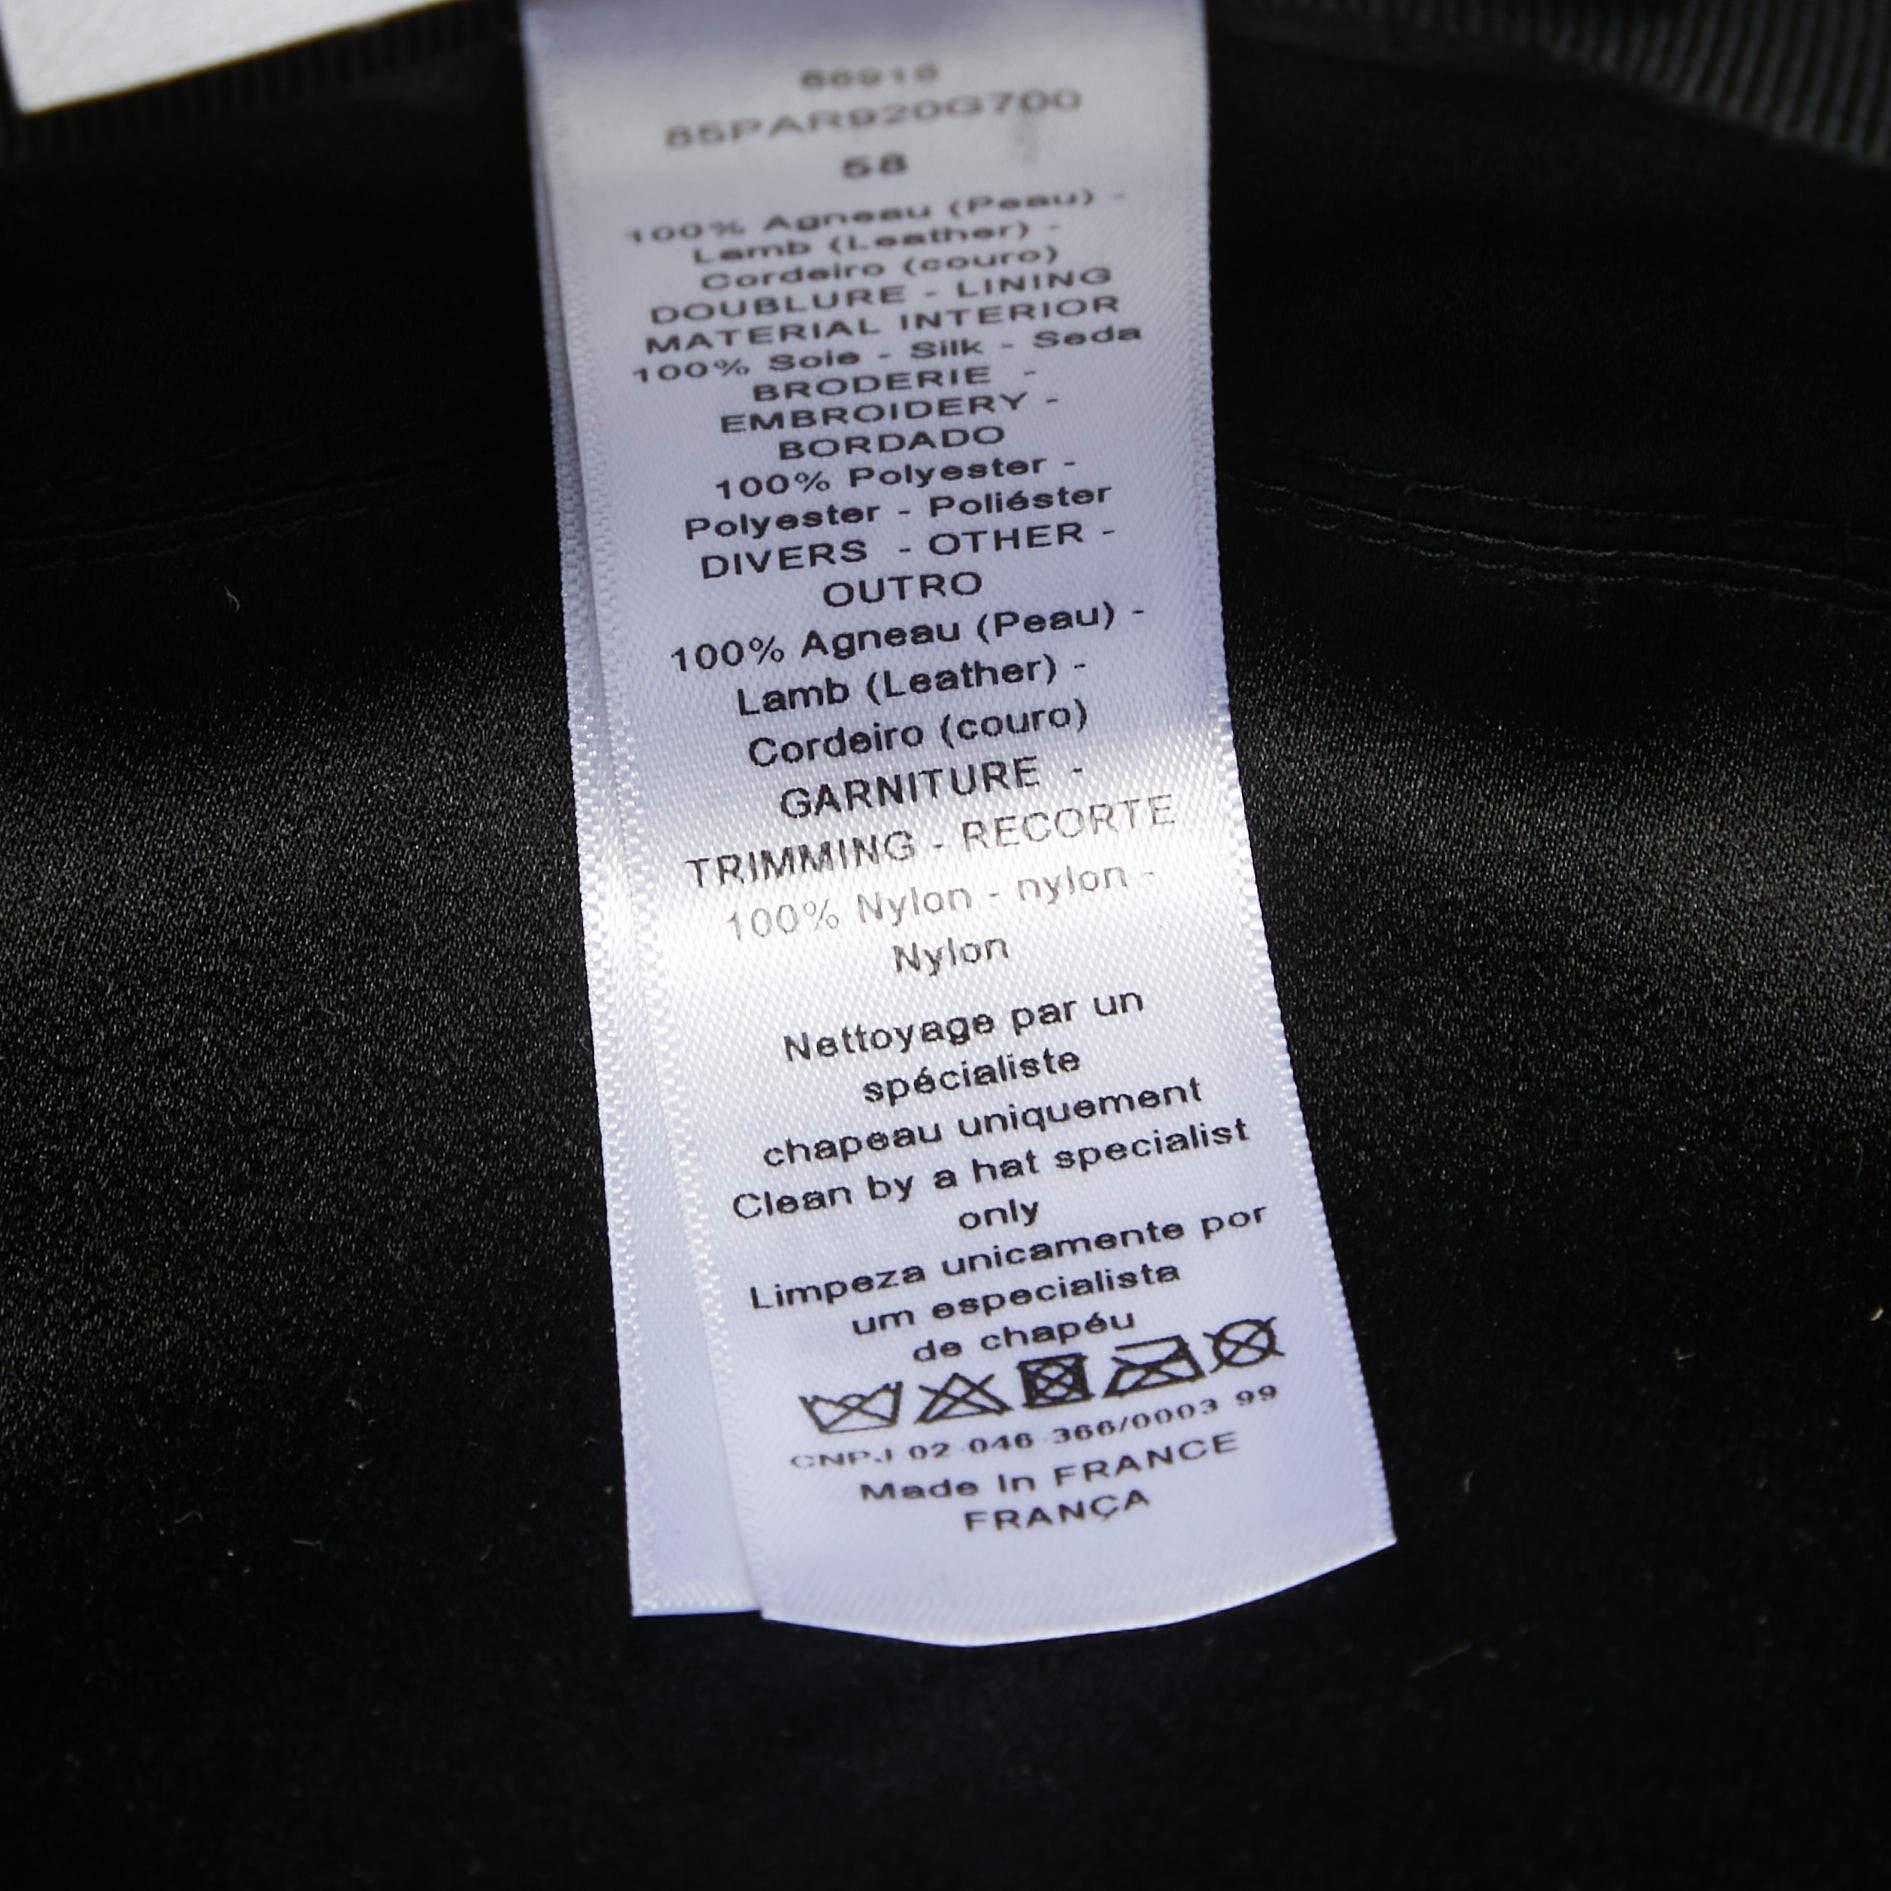 85PAR920G700
58
100% Agneau (Peau) -
Lamb (Leather) -
Cordeiro (couro)
DOUBLURE - LINING
MATERIAL INTERIOR
100% Soie - Silk - Seda
BRODERIE -
EMBROIDERY -
BORDADO
100% Polyester -
Polyester - Poliéster
DIVERS - OTHER -
OUTRO
100% Agneau (Peau) -
Lamb (Leather) -
Cordeiro (couro)
GARNITURE -
TRIMMING - RECORTE
100% Nylon - nylon -
Nylon
Nettoyage par un
spécialiste
chapeau uniquement
Clean by a hat specialist
only
Limpeza unicamente por
um especialista
de chapéu
CNPJ 02 046 366/0003 99
Made In FRANCE
FRANÇA